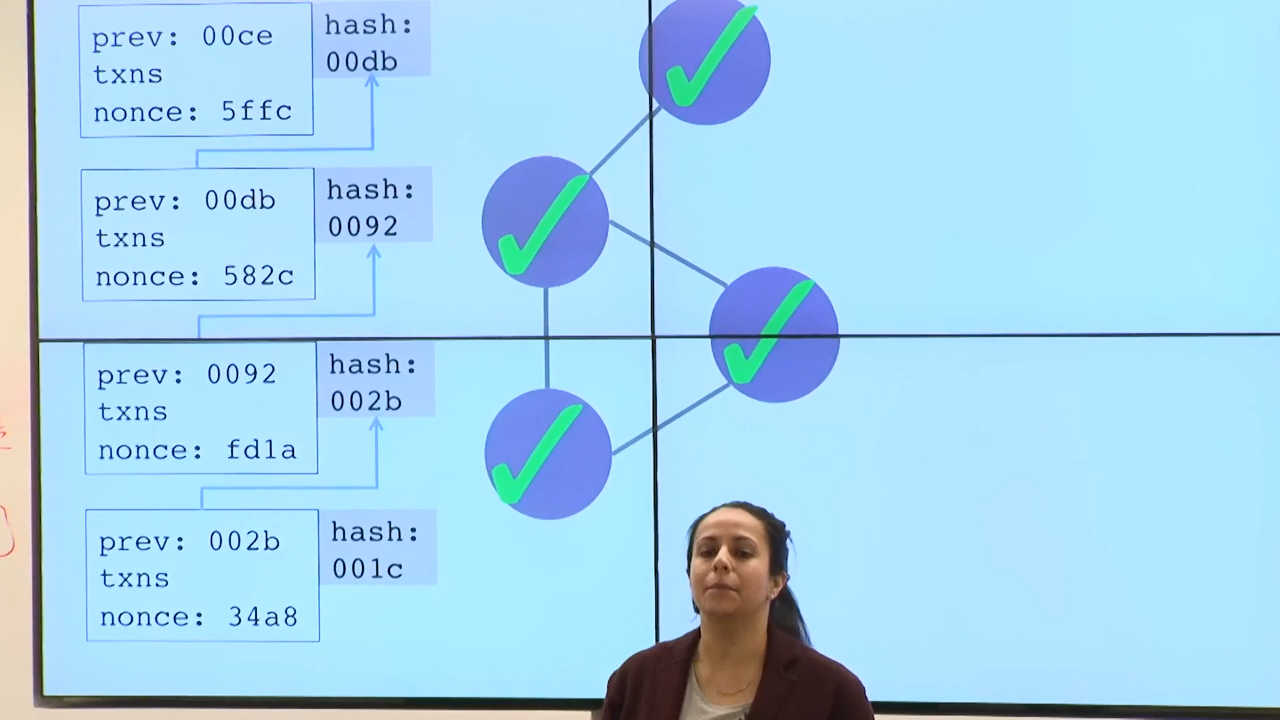 prev: 00ce
txns
nonce: 5ffc
hash:
00db
prev: 00db
txns
nonce: 582c
hash:
0092
prev: 0092
txns
nonce: fd1a
hash:
002b
prev: 002b
txns
nonce: 34a8
hash:
001c